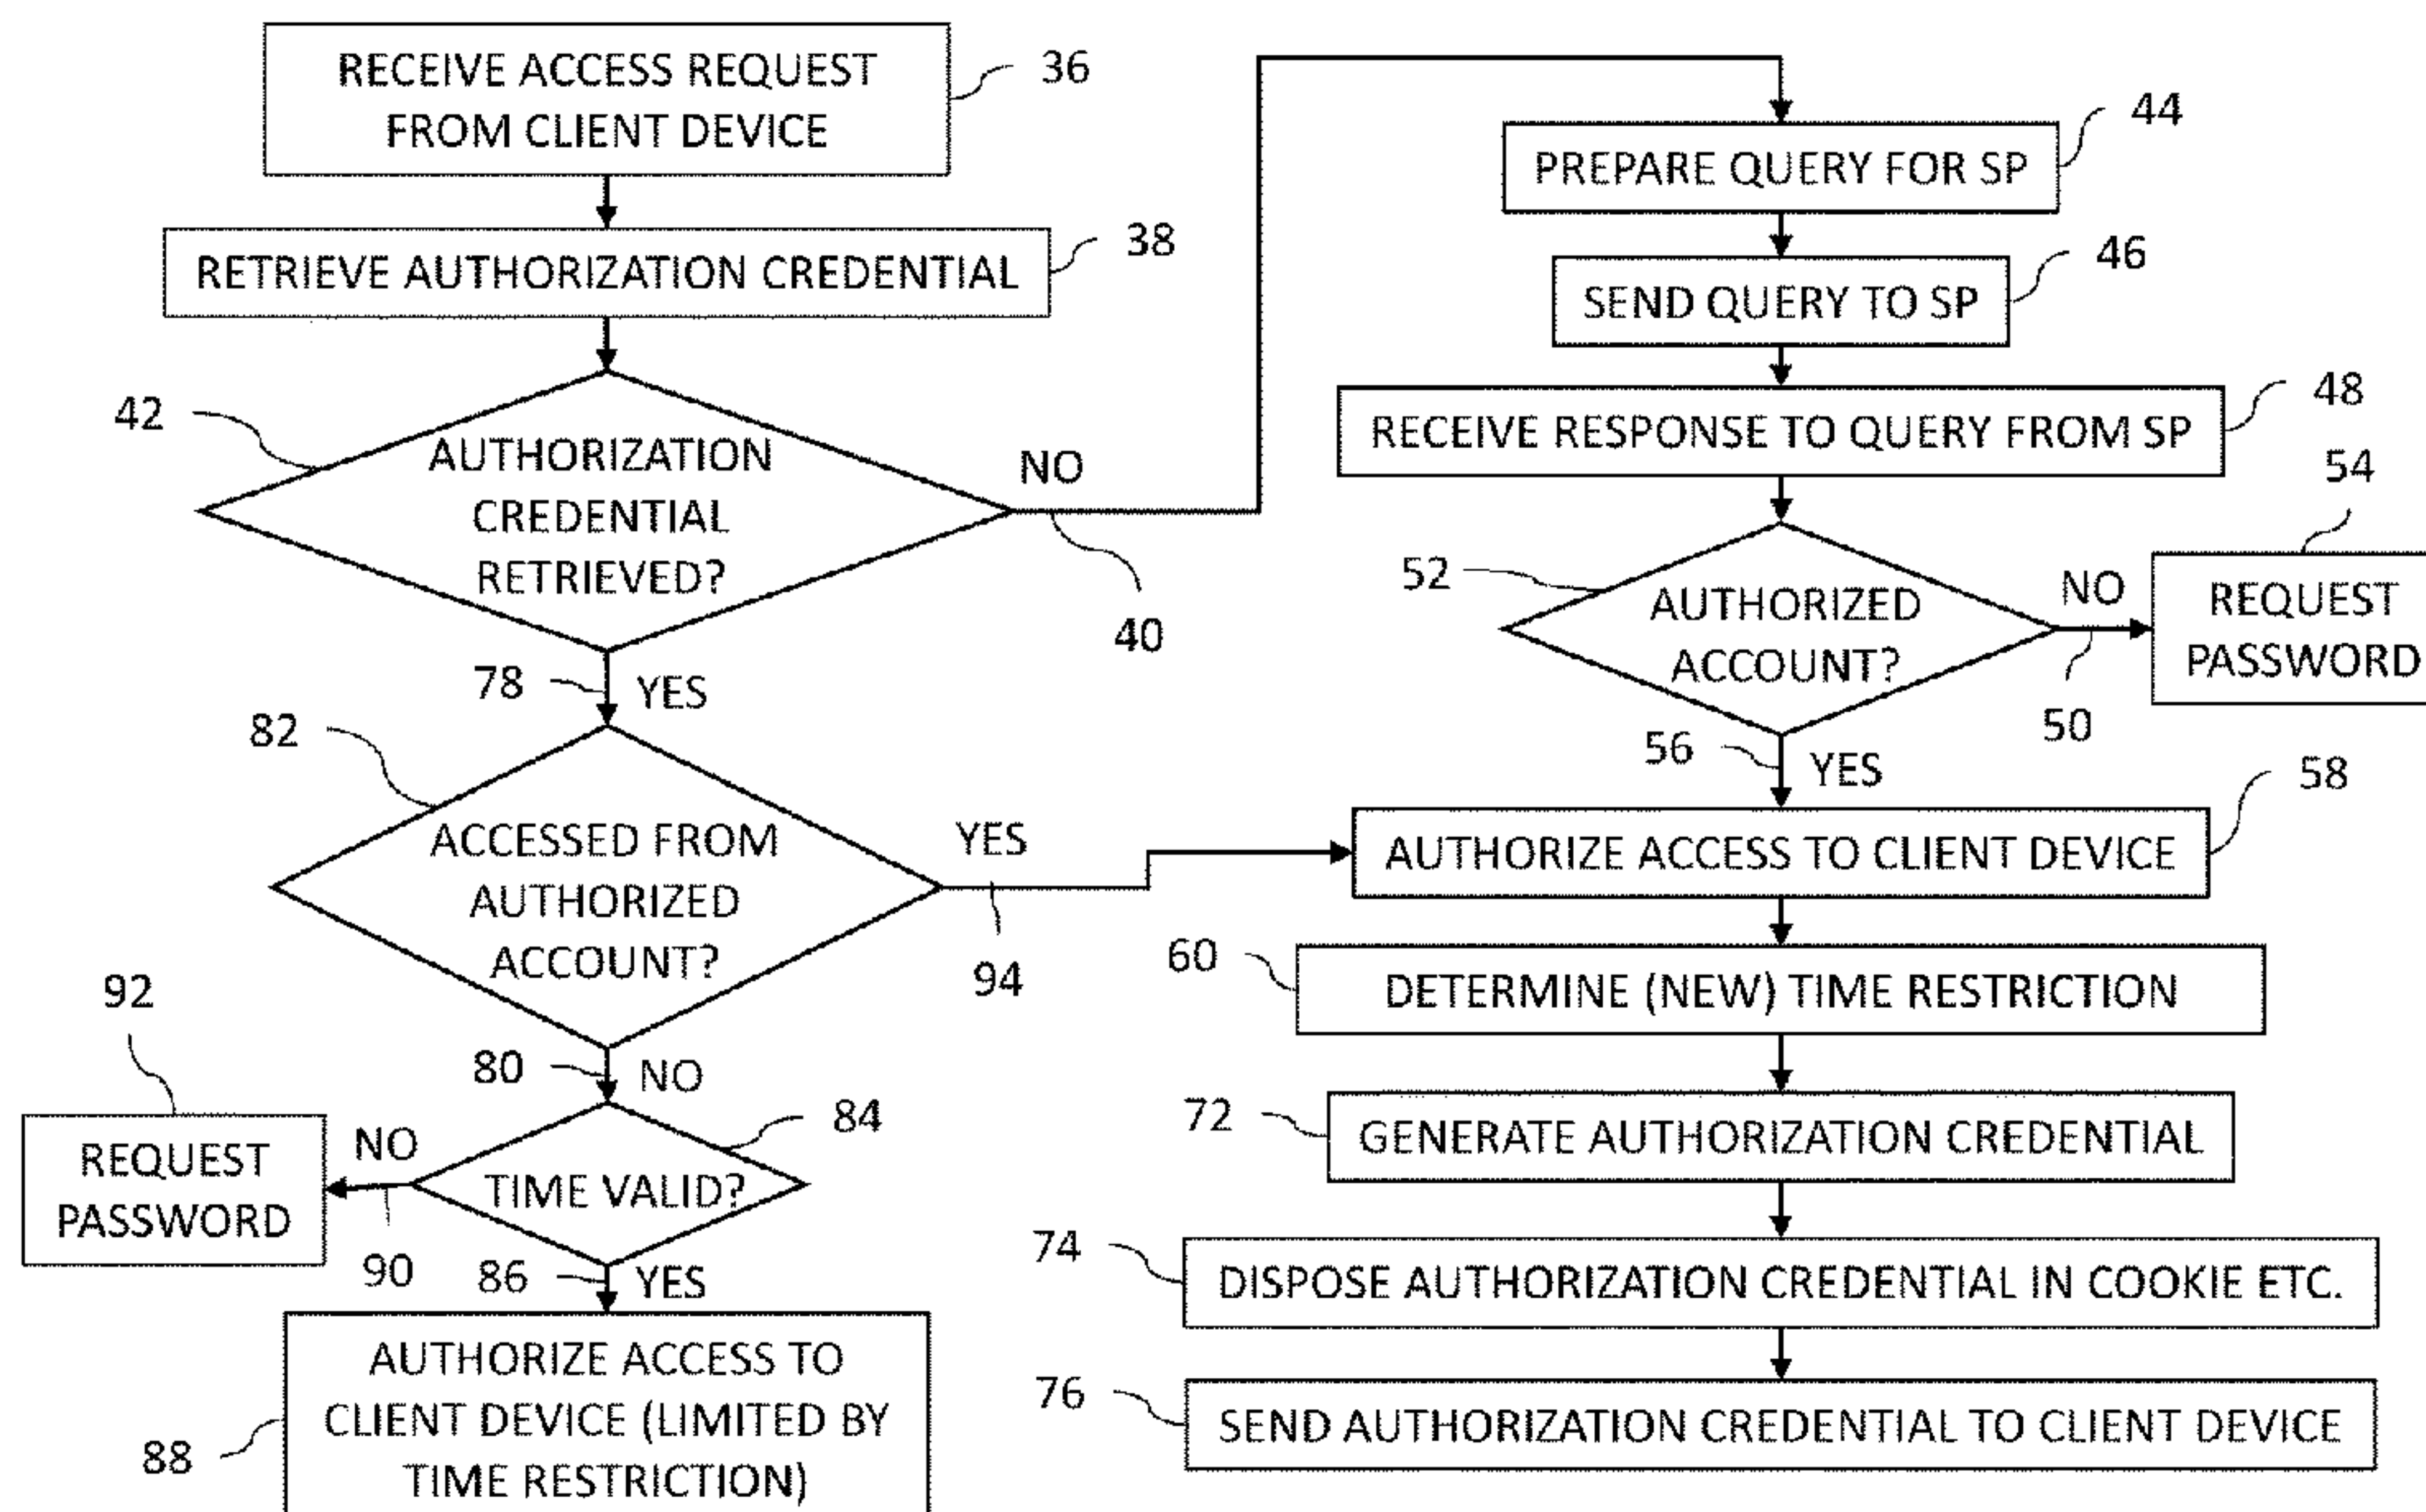 RECEIVE ACCESS REQUEST
FROM CLIENT DEVICE
36
RETRIEVE AUTHORIZATION CREDENTIAL
38
42
AUTHORIZATION
CREDENTIAL
RETRIEVED?
NO
40
78
YES
82
ACCESSED FROM
AUTHORIZED
ACCOUNT?
YES
94
80
NO
84
TIME VALID?
NO
90
92
REQUEST
PASSWORD
86
YES
AUTHORIZE ACCESS TO
CLIENT DEVICE (LIMITED BY
TIME RESTRICTION)
88
44
PREPARE QUERY FOR SP
46
SEND QUERY TO SP
48
RECEIVE RESPONSE TO QUERY FROM SP
52
AUTHORIZED
ACCOUNT?
NO
50
54
REQUEST
PASSWORD
56
YES
58
AUTHORIZE ACCESS TO CLIENT DEVICE
60
DETERMINE (NEW) TIME RESTRICTION
72
GENERATE AUTHORIZATION CREDENTIAL
74
DISPOSE AUTHORIZATION CREDENTIAL IN COOKIE ETC.
76
SEND AUTHORIZATION CREDENTIAL TO CLIENT DEVICE